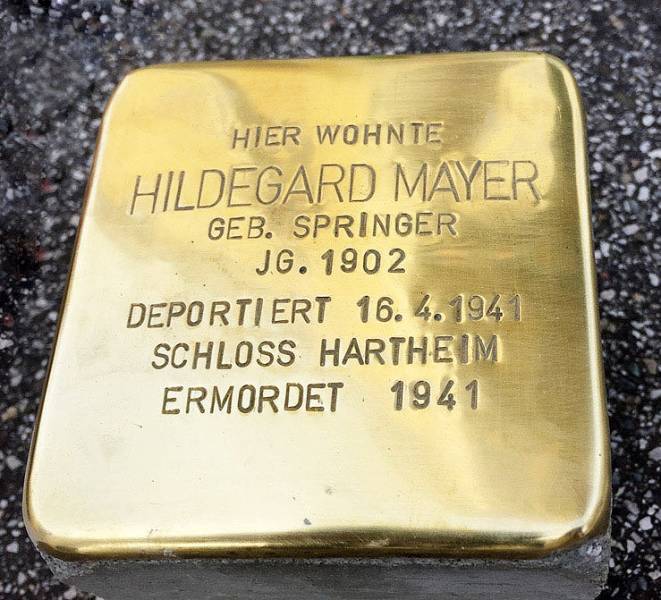 HIER WOHNTE
HILDEGARD MAYER
GEB. SPRINGER
JG. 1902
DEPORTIERT 16.4.1941
SCHLOSS HARTHEIM
ERMORDET 1941